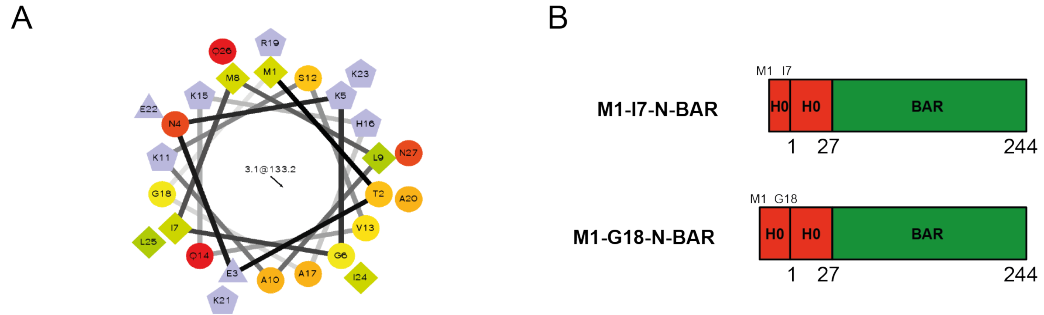 A
Q26
R19
M8
M1
S12
K23
K15
K5
E22
N4
H16
K11
L9
N27
3.1@133.2
G18
T2
A20
L25
I7
V13
Q14
G6
E3
A10
A17
I24
K21
B
M1 I7
M1-I7-N-BAR
H0 H0 BAR
1 27 244
M1 G18
M1-G18-N-BAR
H0 H0 BAR
1 27 244